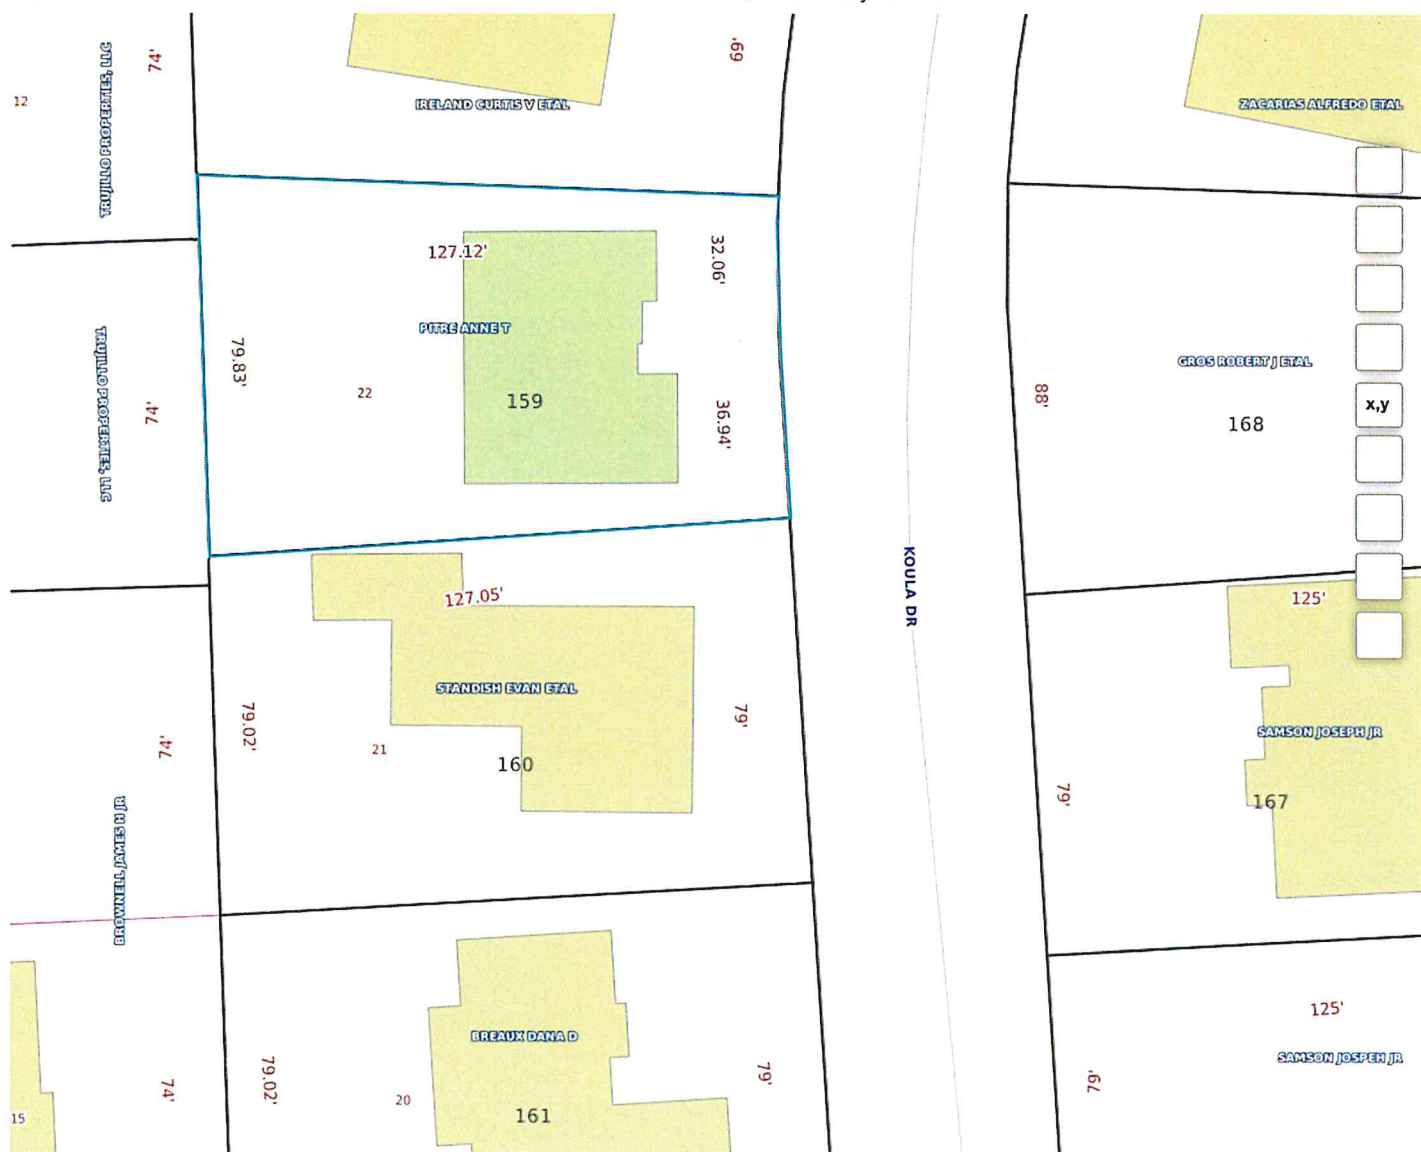 74'
69'
12
TRUJILLO PROPERTIES, LLC
IRELAND CURTIS V ETAL
ZACARIAS ALFREDO ETAL
127.12'
32.06'
PITRE ANNE T
79.83'
22
159
36.94'
TRUJILLO PROPERTIES, LLC
74'
88'
GROS ROBERT J ETAL
168
x,y
KOULA DR
127.05'
125'
STANDISH EVAN ETAL
79.02'
79'
21
160
74'
SAMSON JOSEPH JR
79'
167
BROWNELL JAMES H JR
125'
BREAUX DANA D
SAMSON JOSPEH JR
74'
79.02'
79'
79'
20
161
15